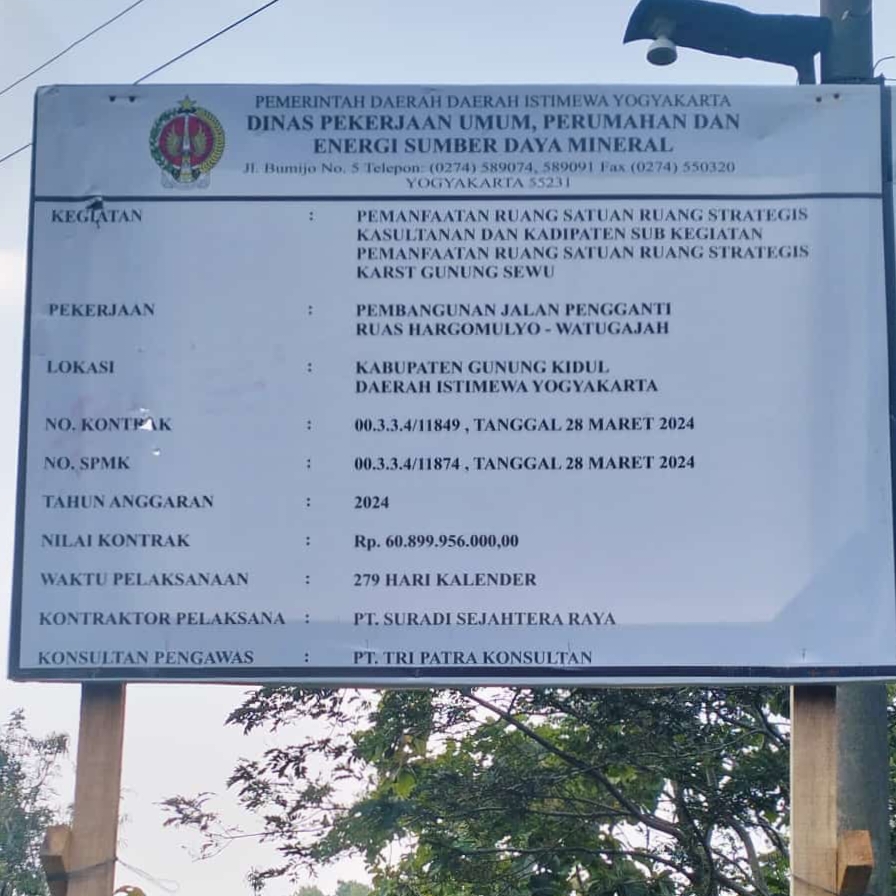 PEMERINTAH DAERAH DAERAH ISTIMEWA YOGYAKARTA
DINAS PEKERJAAN UMUM, PERUMAHAN DAN
ENERGI SUMBER DAYA MINERAL
Jl. Bumijo No. 5 Telepon: (0274) 589074, 589091 Fax (0274) 550320
YOGYAKARTA 55231
KEGIATAN : PEMANFAATAN RUANG SATUAN RUANG STRATEGIS
KASULTANAN DAN KADIPATEN SUB KEGIATAN
PEMANFAATAN RUANG SATUAN RUANG STRATEGIS
KARST GUNUNG SEWU
PEKERJAAN : PEMBANGUNAN JALAN PENGGANTI
RUAS HARGOMULYO - WATUGAJAH
LOKASI : KABUPATEN GUNUNG KIDUL
DAERAH ISTIMEWA YOGYAKARTA
NO. KONTRAK : 00.3.3.4/11849 , TANGGAL 28 MARET 2024
NO. SPMK : 00.3.3.4/11874 , TANGGAL 28 MARET 2024
TAHUN ANGGARAN : 2024
NILAI KONTRAK : Rp. 60.899.956.000,00
WAKTU PELAKSANAAN : 279 HARI KALENDER
KONTRAKTOR PELAKSANA : PT. SURADI SEJAHTERA RAYA
KONSULTAN PENGAWAS : PT. TRI PATRA KONSULTAN